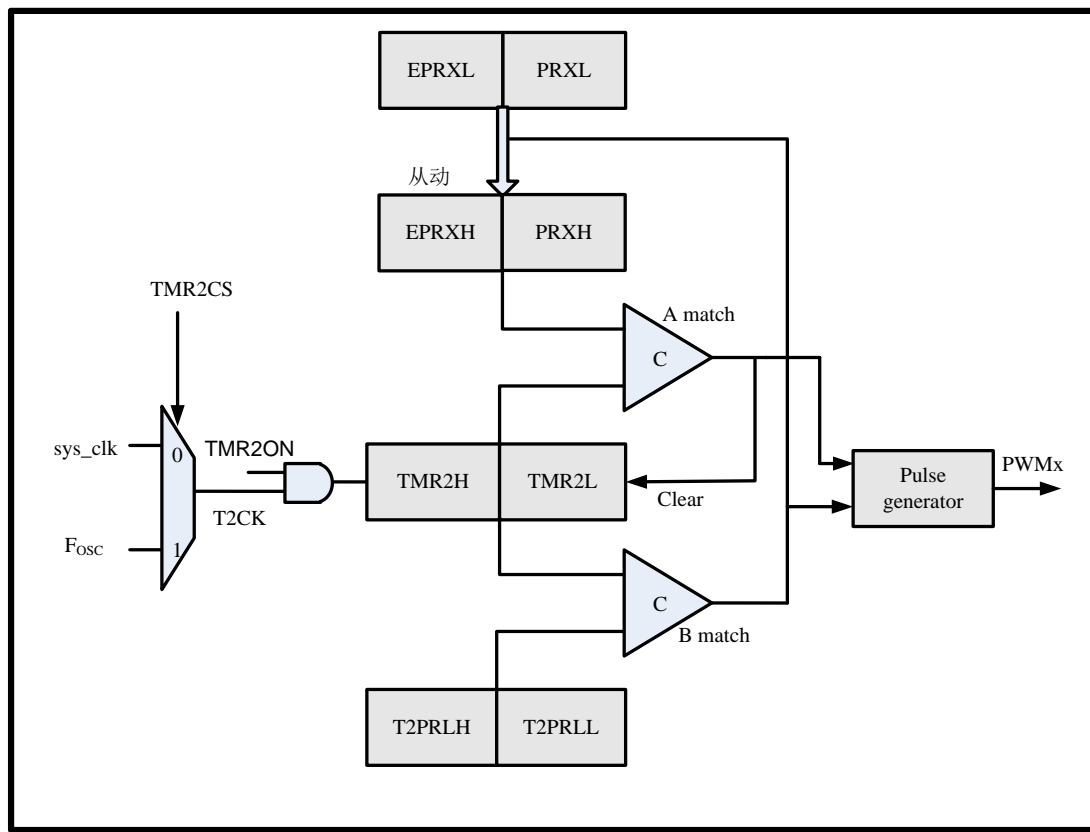 EPRXL PRXL
从动
EPRXH PRXH
TMR2CS
A match
C
sys_clk
0
TMR2ON
TMR2H TMR2L
Clear
Pulse
generator
PWMx
T2CK
FOSC
1
C
B match
T2PRLH T2PRLL